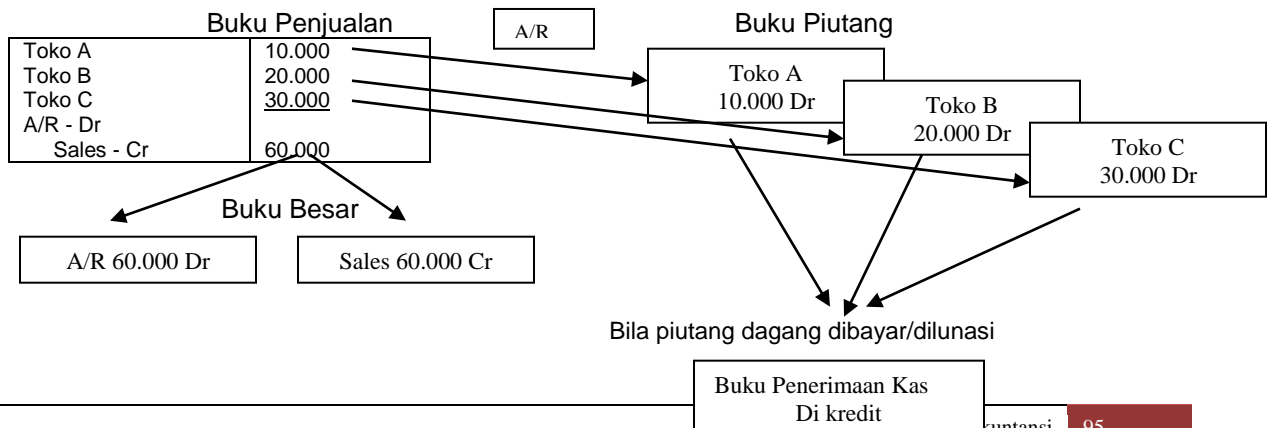 Buku Penjualan
A/R
Buku Piutang
Toko A 10.000
Toko B 20.000
Toko C 30.000
A/R - Dr
Sales - Cr 60.000
Toko A
10.000 Dr
Toko B
20.000 Dr
Toko C
30.000 Dr
Buku Besar
A/R 60.000 Dr
Sales 60.000 Cr
Bila piutang dagang dibayar/dilunasi
Buku Penerimaan Kas
Di kredit
95